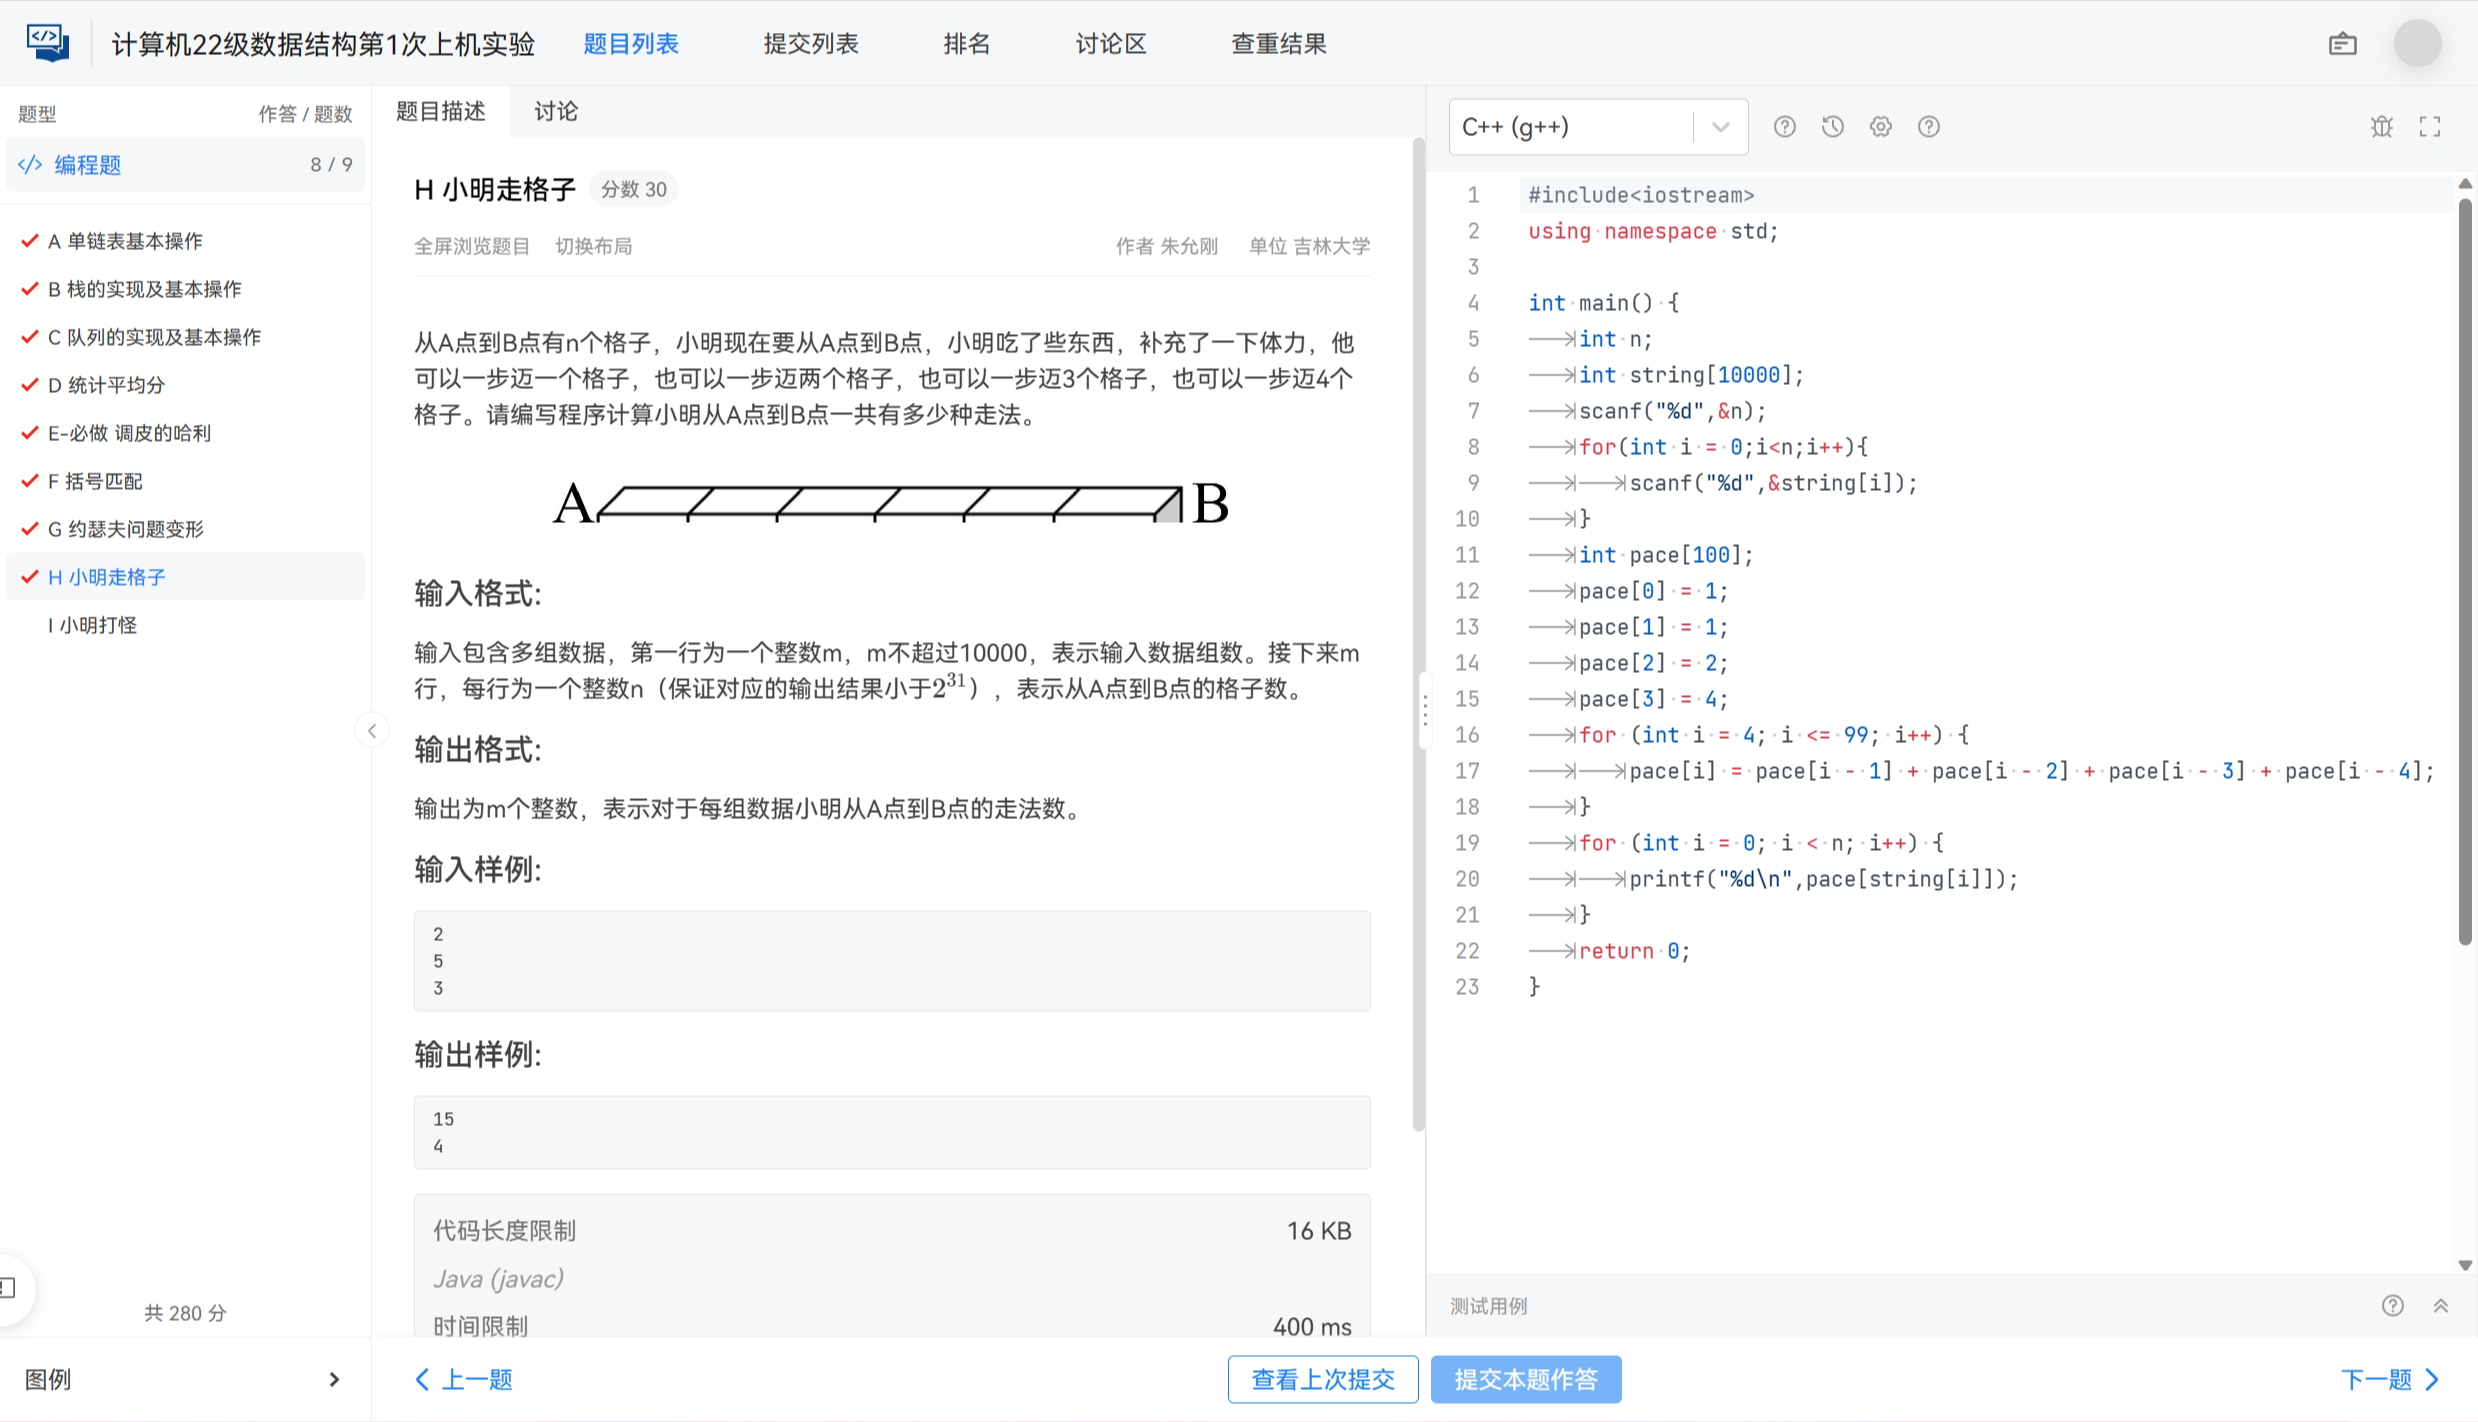 计算机22级数据结构第1次上机实验
题目列表
提交列表
排名
讨论区
查重结果
题型
作答 / 题数
</> 编程题
8 / 9
A 单链表基本操作
B 栈的实现及基本操作
C 队列的实现及基本操作
D 统计平均分
E-必做 调皮的哈利
F 括号匹配
G 约瑟夫问题变形
H 小明走格子
I 小明打怪
共 280 分
图例
题目描述
讨论
H 小明走格子
分数 30
全屏浏览题目
切换布局
作者 朱允刚
单位 吉林大学
从A点到B点有n个格子，小明现在要从A点到B点，小明吃了些东西，补充了一下体力，他
可以一步迈一个格子，也可以一步迈两个格子，也可以一步迈3个格子，也可以一步迈4个
格子。请编写程序计算小明从A点到B点一共有多少种走法。
A
B
输入格式:
输入包含多组数据，第一行为一个整数m，m不超过10000，表示输入数据组数。接下来m
行，每行为一个整数n（保证对应的输出结果小于2^31），表示从A点到B点的格子数。
输出格式:
输出为m个整数，表示对于每组数据小明从A点到B点的走法数。
输入样例:
2
5
3
输出样例:
15
4
代码长度限制
16 KB
Java (javac)
时间限制
400 ms
上一题
查看上次提交
提交本题作答
下一题
C++ (g++)
1 #include<iostream>
2 using namespace std;
3
4 int main() {
5 int n;
6 int string[10000];
7 scanf("%d",&n);
8 for(int i = 0;i<n;i++){
9 scanf("%d",&string[i]);
10 }
11 int pace[100];
12 pace[0] = 1;
13 pace[1] = 1;
14 pace[2] = 2;
15 pace[3] = 4;
16 for (int i = 4; i <= 99; i++) {
17 pace[i] = pace[i - 1] + pace[i - 2] + pace[i - 3] + pace[i - 4];
18 }
19 for (int i = 0; i < n; i++) {
20 printf("%d\n",pace[string[i]]);
21 }
22 return 0;
23 }
测试用例